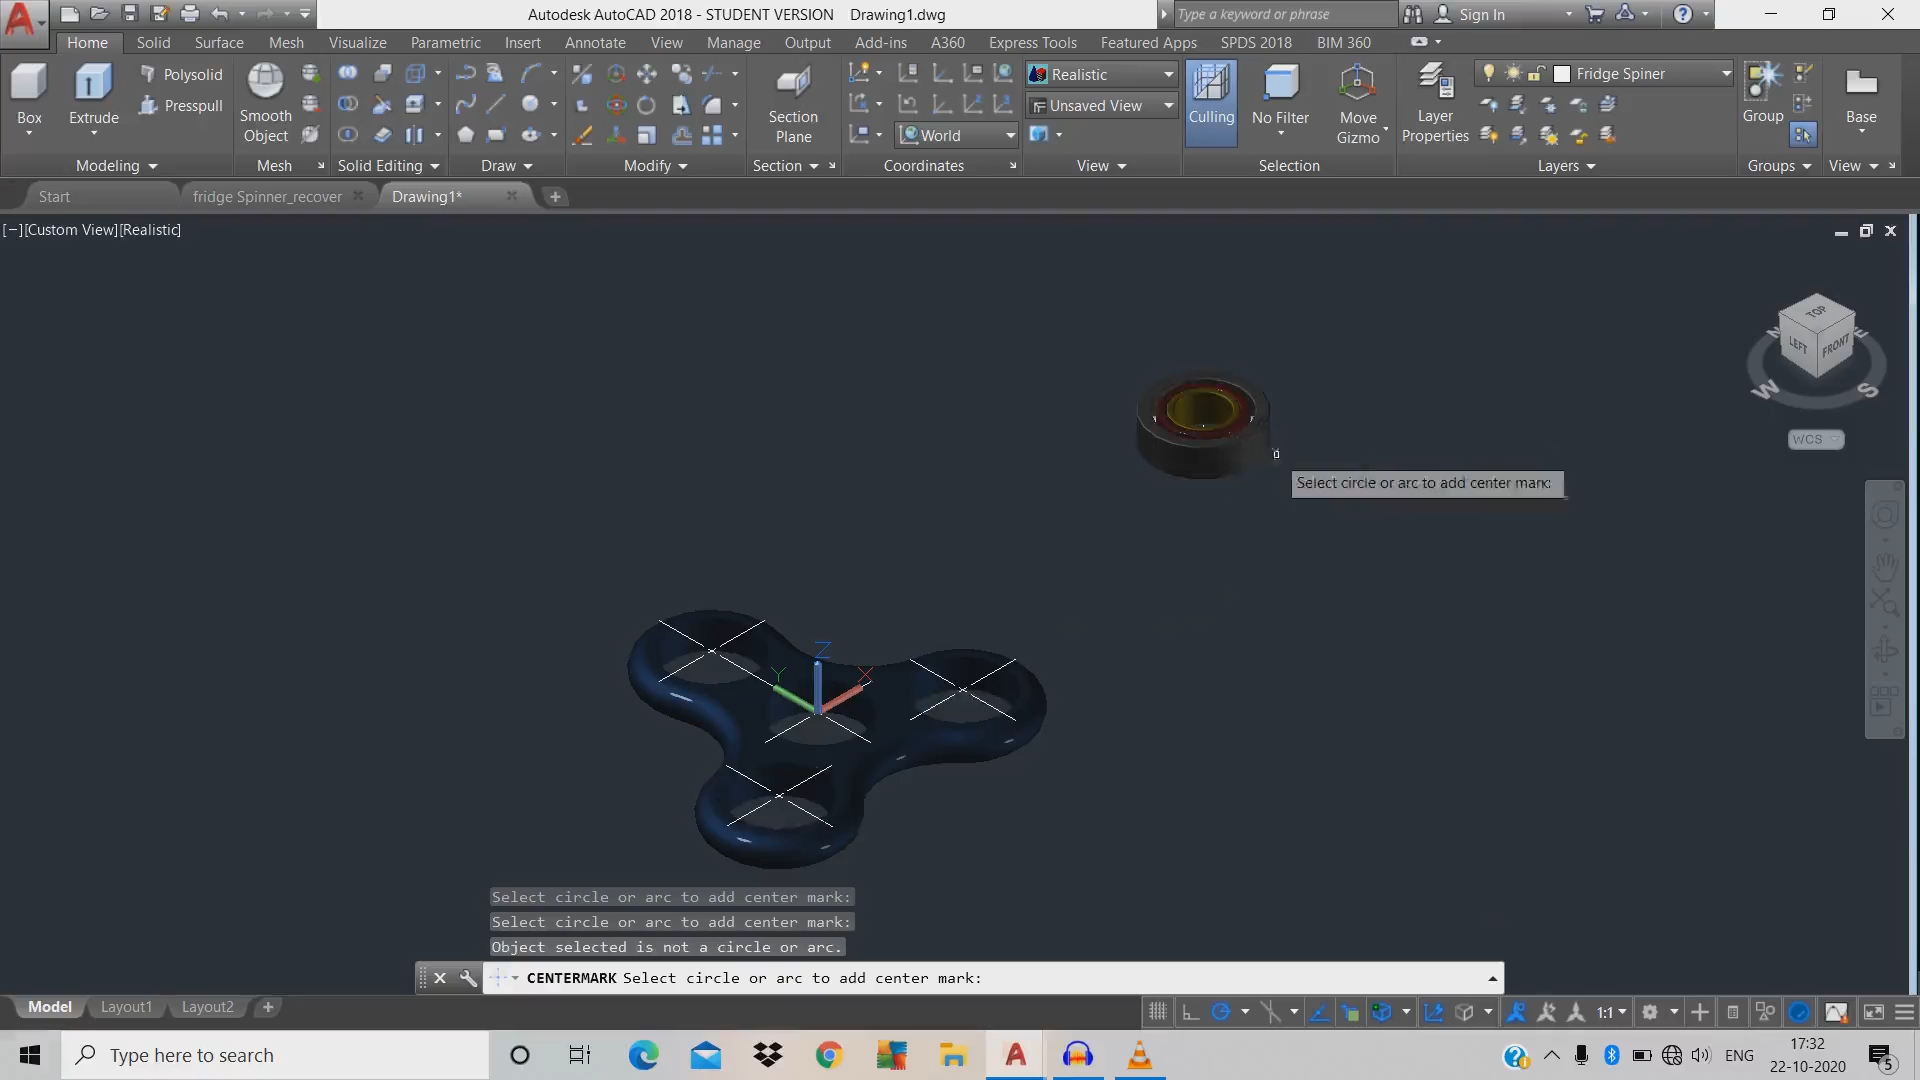 Autodesk AutoCAD 2018 - STUDENT VERSION Drawing1.dwg
Type a keyword or phrase
Sign In
Home Solid Surface Mesh Visualize Parametric Insert Annotate View Manage Output Add-ins A360 Express Tools Featured Apps SPDS 2018 BIM 360
Box
Extrude
Polysolid
Presspull
Smooth
Object
Section
Plane
World
Realistic
Unsaved View
Culling
No Filter
Move
Gizmo
Layer
Properties
Fridge Spiner
Group
Base
Modeling Mesh Solid Editing Draw Modify Section Coordinates View Selection Layers Groups View
Start fridge Spinner_recover Drawing1*
[−][Custom View][Realistic]
TOP
LEFT
FRONT
N
E
W
S
WCS
Select circle or arc to add center mark:
Z
Y
X
Select circle or arc to add center mark:
Select circle or arc to add center mark:
Object selected is not a circle or arc.
CENTERMARK Select circle or arc to add center mark:
Model Layout1 Layout2
1:1
Type here to search
ENG
17:32
22-10-2020
5